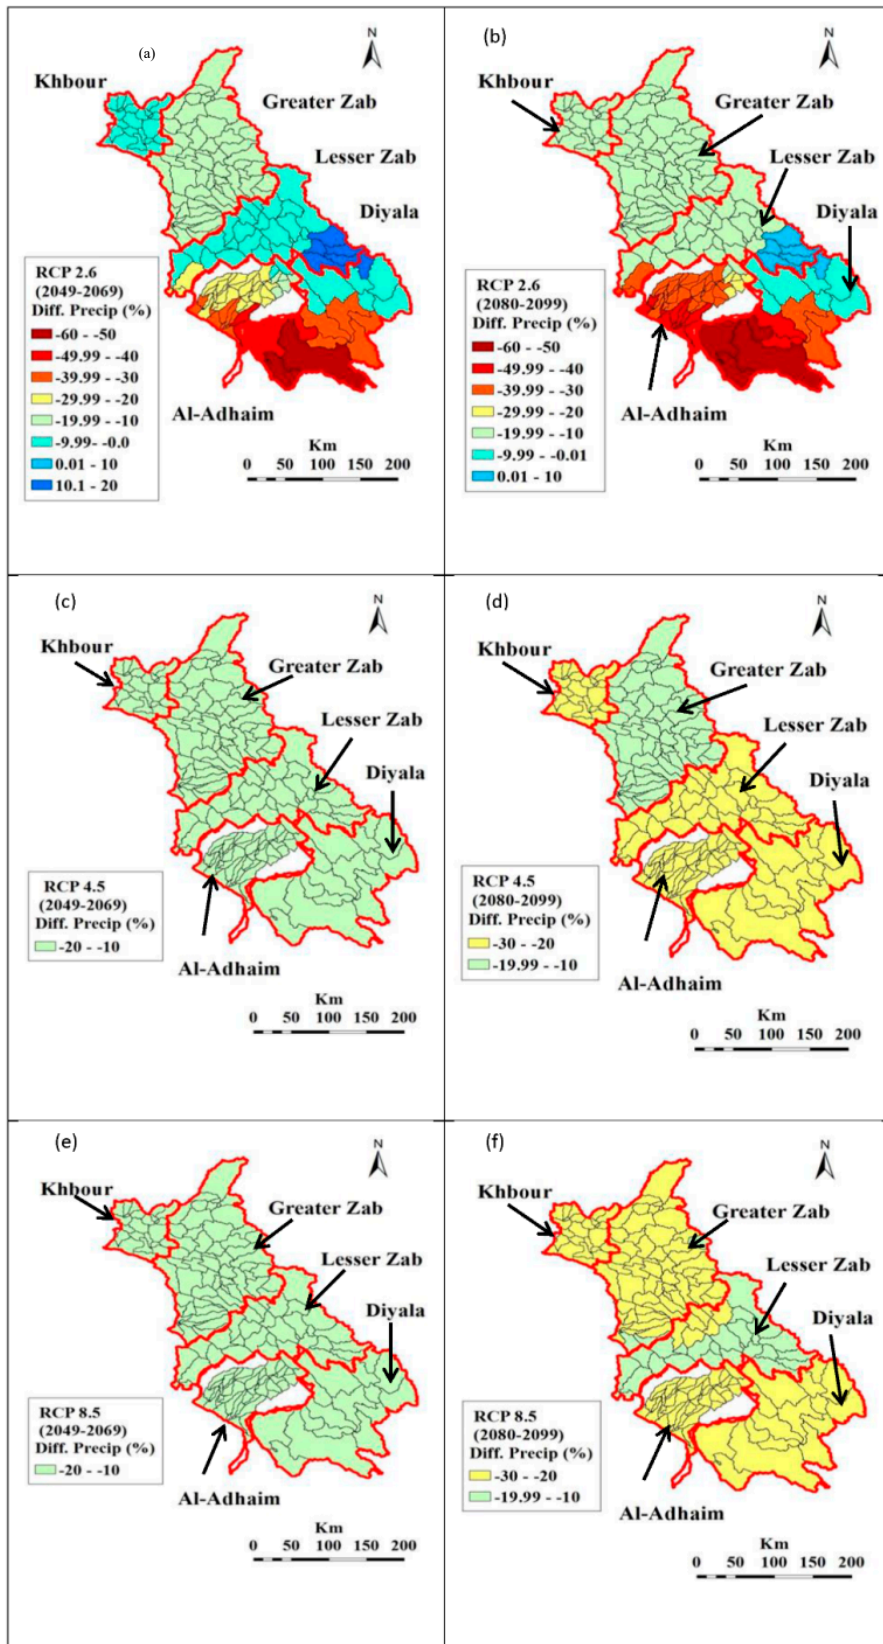 (a)
N
Khbour
Greater Zab
Lesser Zab
Diyala
RCP 2.6
(2049-2069)
Diff. Precip (%)
-60 - -50
-49.99 - -40
-39.99 - -30
-29.99 - -20
-19.99 - -10
-9.99- -0.0
0.01 - 10
10.1 - 20
Al-Adhaim
Km
0 50 100 150 200
(b)
N
Khbour
Greater Zab
Lesser Zab
Diyala
RCP 2.6
(2080-2099)
Diff. Precip (%)
-60 - -50
-49.99 - -40
-39.99 - -30
-29.99 - -20
-19.99 - -10
-9.99 - -0.01
0.01 - 10
Al-Adhaim
Km
0 50 100 150 200
(c)
N
Khbour
Greater Zab
Lesser Zab
Diyala
RCP 4.5
(2049-2069)
Diff. Precip (%)
-20 - -10
Al-Adhaim
Km
0 50 100 150 200
(d)
N
Khbour
Greater Zab
Lesser Zab
Diyala
RCP 4.5
(2080-2099)
Diff. Precip (%)
-30 - -20
-19.99 - -10
Al-Adhaim
Km
0 50 100 150 200
(e)
N
Khbour
Greater Zab
Lesser Zab
Diyala
RCP 8.5
(2049-2069)
Diff. Precip (%)
-20 - -10
Al-Adhaim
Km
0 50 100 150 200
(f)
N
Khbour
Greater Zab
Lesser Zab
Diyala
RCP 8.5
(2080-2099)
Diff. Precip (%)
-30 - -20
-19.99 - -10
Al-Adhaim
Km
0 50 100 150 200